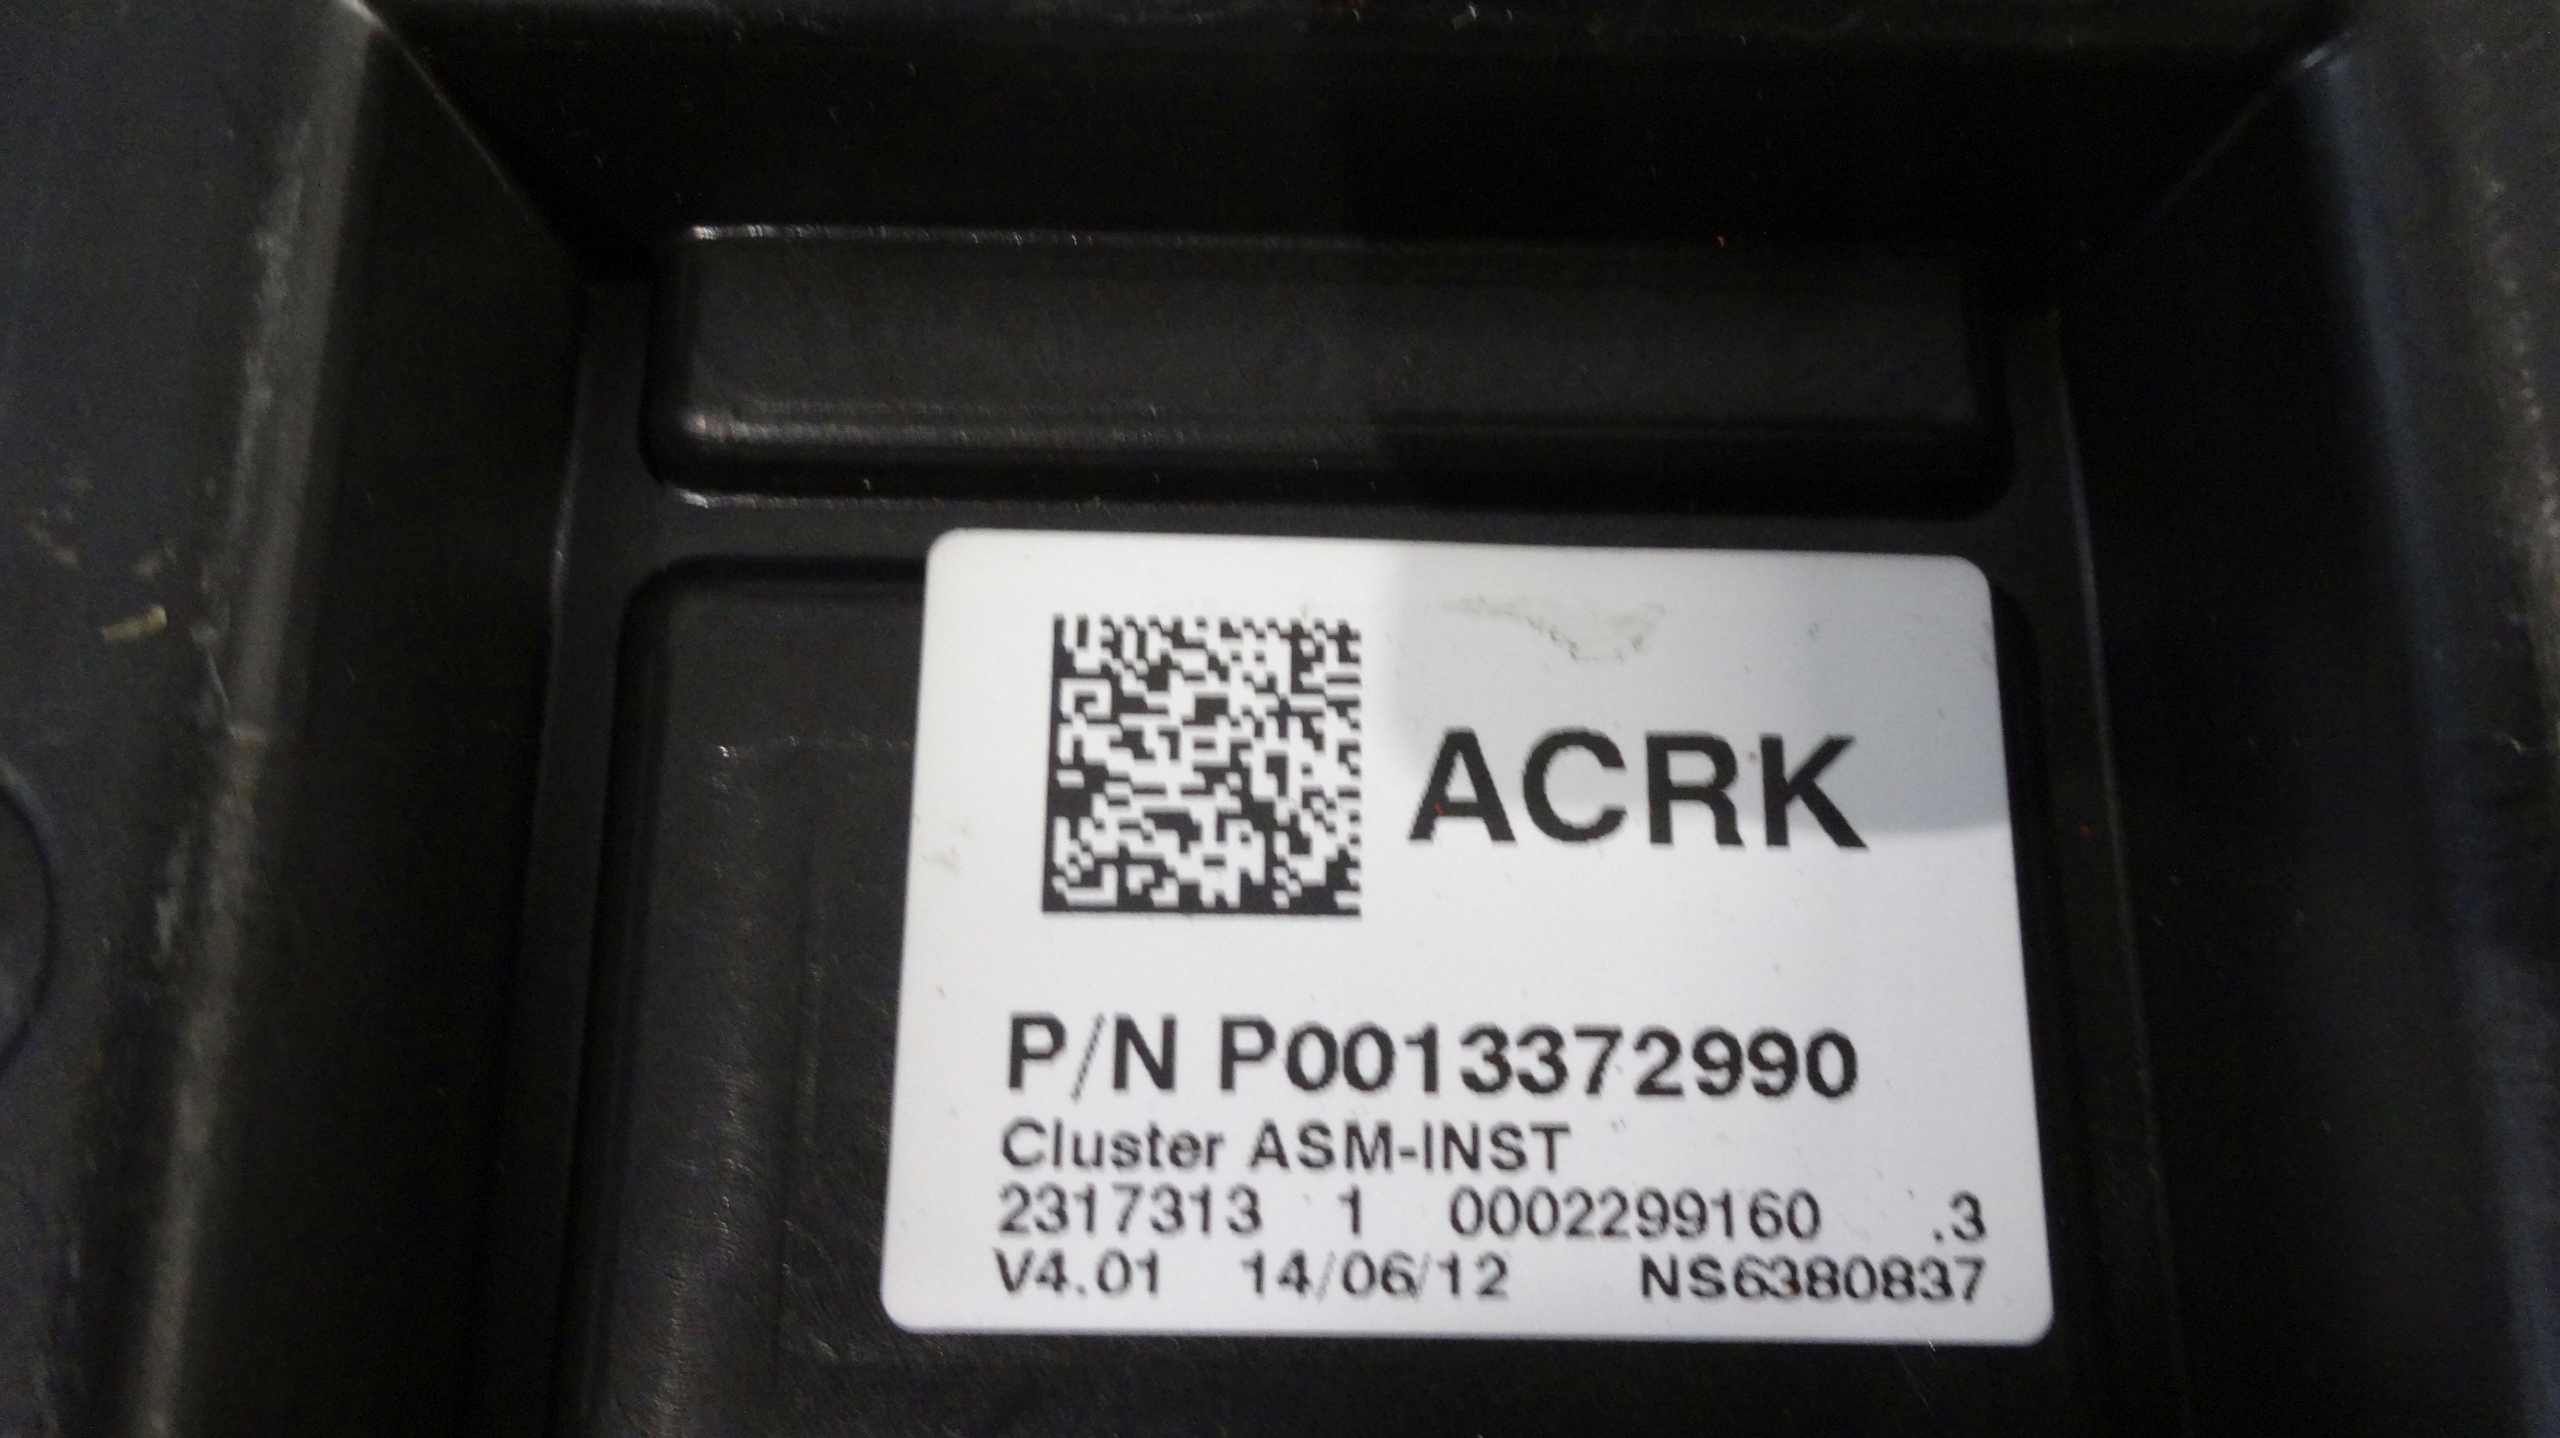 ACRK
P/N P0013372990
Cluster ASM-INST
2317313 1 0002299160 .3
V4.01 14/06/12 NS6380837